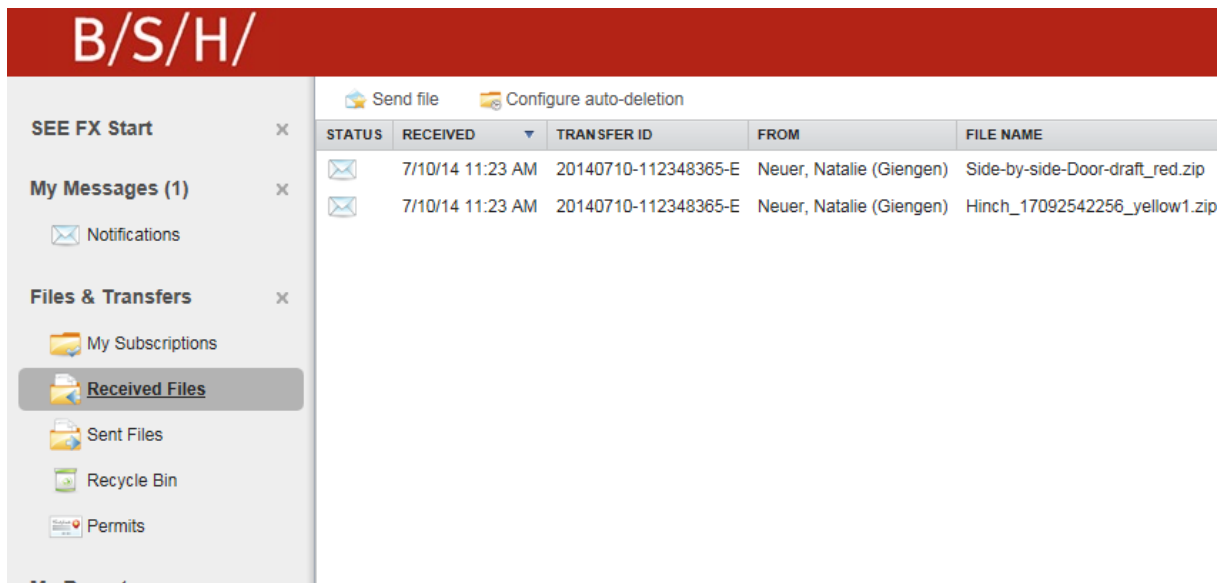 B/S/H/
Send file Configure auto-deletion
SEE FX Start
STATUS RECEIVED TRANSFER ID FROM FILE NAME
7/10/14 11:23 AM 20140710-112348365-E Neuer, Natalie (Giengen) Side-by-side-Door-draft_red.zip
My Messages (1)
7/10/14 11:23 AM 20140710-112348365-E Neuer, Natalie (Giengen) Hinch_17092542256_yellow1.zip
Notifications
Files & Transfers
My Subscriptions
Received Files
Sent Files
Recycle Bin
Permits